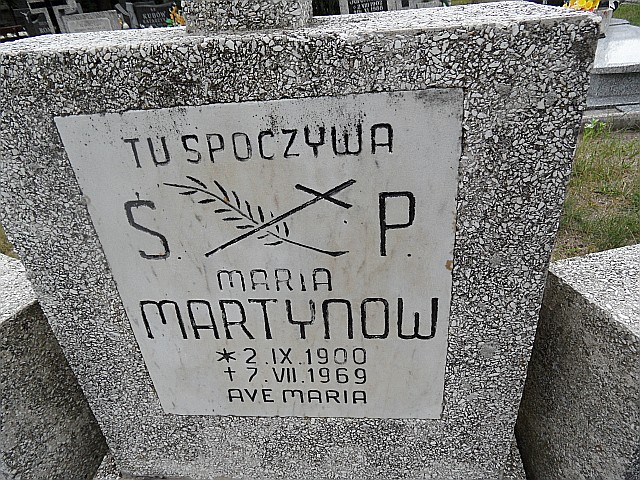 TU SPOCZYWA
Ś. P.
MARIA
MARTYNOW
* 2.IX.1900
† 7.VII.1969
AVE MARIA